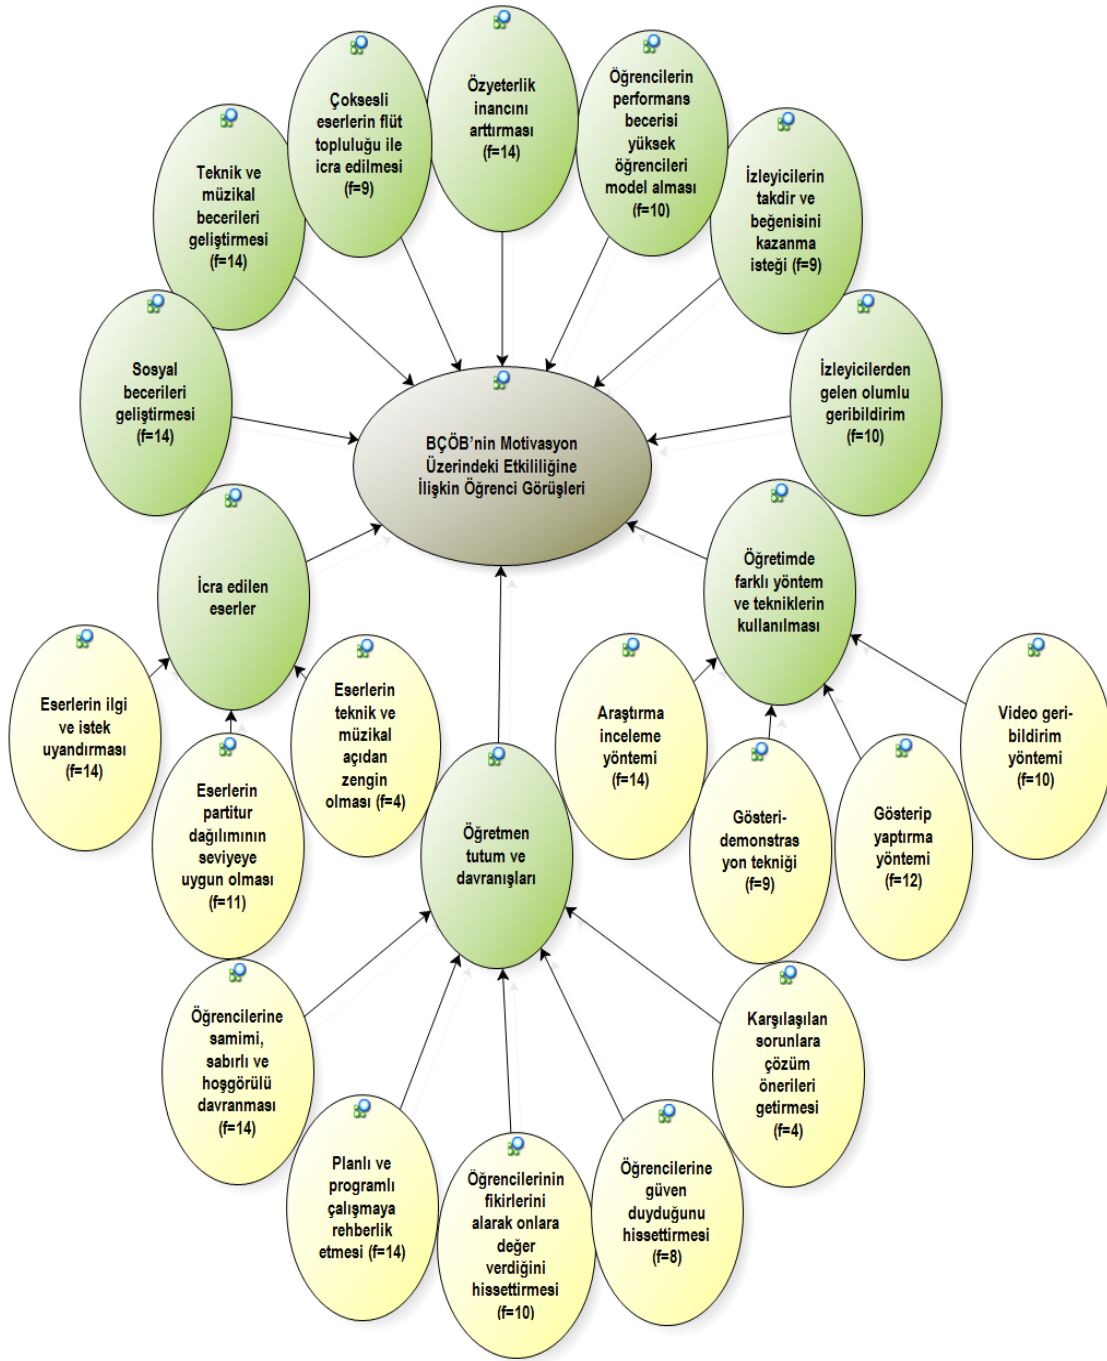 Özyeterlik
inancını
arttırması
(f=14)
Çoksesli
eserlerin flüt
topluluğu ile
icra edilmesi
(f=9)
Öğrencilerin
performans
becerisi
yüksek
öğrencileri
model alması
(f=10)
Teknik ve
müzikal
becerileri
geliştirmesi
(f=14)
İzleyicilerin
takdir ve
beğenisini
kazanma
isteği (f=9)
Sosyal
becerileri
geliştirmesi
(f=14)
İzleyicilerden
gelen olumlu
geribildirim
(f=10)
BÇÖB’nin Motivasyon
Üzerindeki Etkililiğine
İlişkin Öğrenci Görüşleri
İcra edilen
eserler
Öğretimde
farklı yöntem
ve tekniklerin
kullanılması
Eserlerin ilgi
ve istek
uyandırması
(f=14)
Eserlerin
partitur
dağılımının
seviyeye
uygun olması
(f=11)
Eserlerin
teknik ve
müzikal
açıdan
zengin
olması (f=4)
Araştırma
inceleme
yöntemi
(f=14)
Gösteri-
demonstras
yon tekniği
(f=9)
Gösterip
yaptırma
yöntemi
(f=12)
Video geri-
bildirim
yöntemi
(f=10)
Öğretmen
tutum ve
davranışları
Öğrencilerine
samimi,
sabırlı ve
hoşgörülü
davranması
(f=14)
Planlı ve
programlı
çalışmaya
rehberlik
etmesi (f=14)
Öğrencilerinin
fikirlerini
alarak onlara
değer
verdiğini
hissettirmesi
(f=10)
Öğrencilerine
güven
duyduğunu
hissettirmesi
(f=8)
Karşılaşılan
sorunlara
çözüm
önerileri
getirmesi
(f=4)